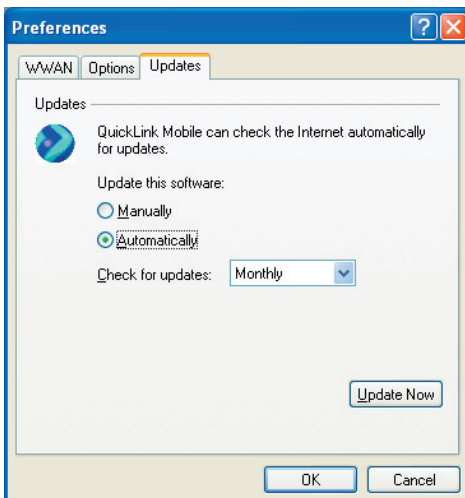 Preferences
WWAN Options Updates
Updates
QuickLink Mobile can check the Internet automatically
for updates.
Update this software:
Manually
Automatically
Check for updates: Monthly
Update Now
OK Cancel